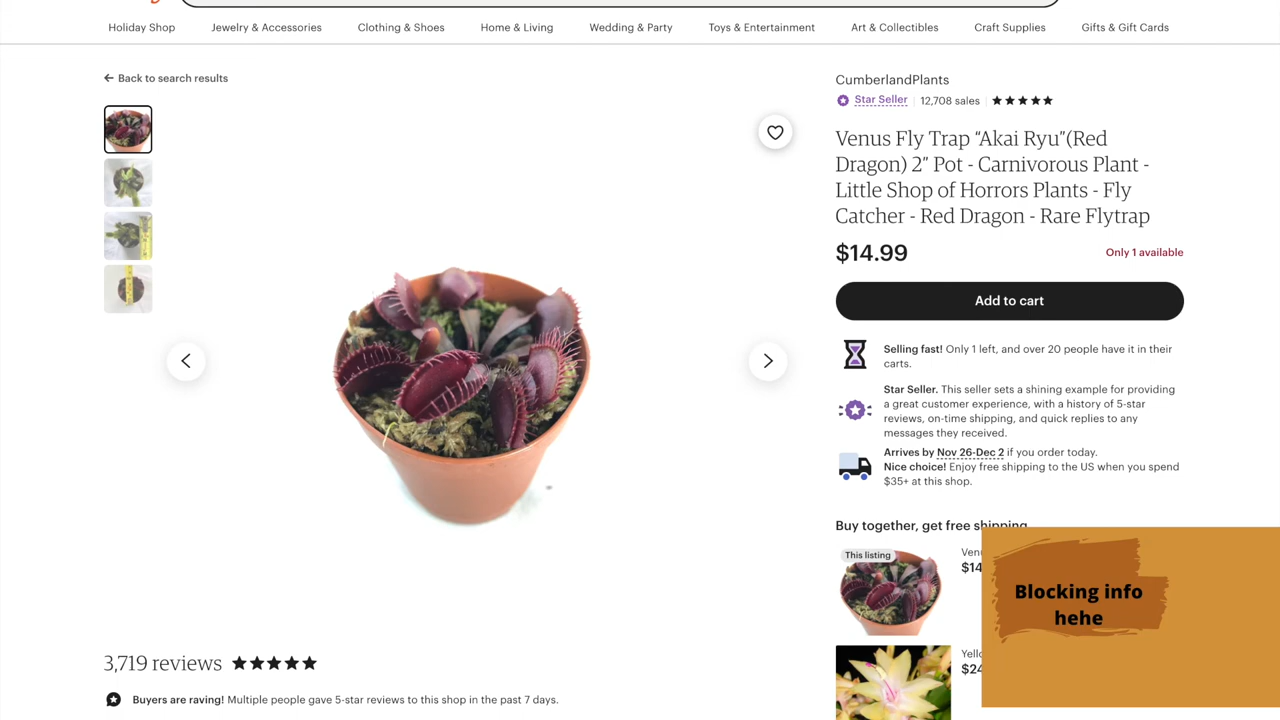 Holiday Shop Jewelry & Accessories Clothing & Shoes Home & Living Wedding & Party Toys & Entertainment Art & Collectibles Craft Supplies Gifts & Gift Cards
← Back to search results
CumberlandPlants
Star Seller 12,708 sales ★★★★★
Venus Fly Trap “Akai Ryu”(Red
Dragon) 2” Pot - Carnivorous Plant -
Little Shop of Horrors Plants - Fly
Catcher - Red Dragon - Rare Flytrap
$14.99 Only 1 available
Add to cart
Selling fast! Only 1 left, and over 20 people have it in their
carts.
Star Seller. This seller sets a shining example for providing
a great customer experience, with a history of 5-star
reviews, on-time shipping, and quick replies to any
messages they received.
Arrives by Nov 26-Dec 2 if you order today.
Nice choice! Enjoy free shipping to the US when you spend
$35+ at this shop.
Buy together, get free shipping
This listing
Blocking info
hehe
3,719 reviews ★★★★★
Buyers are raving! Multiple people gave 5-star reviews to this shop in the past 7 days.